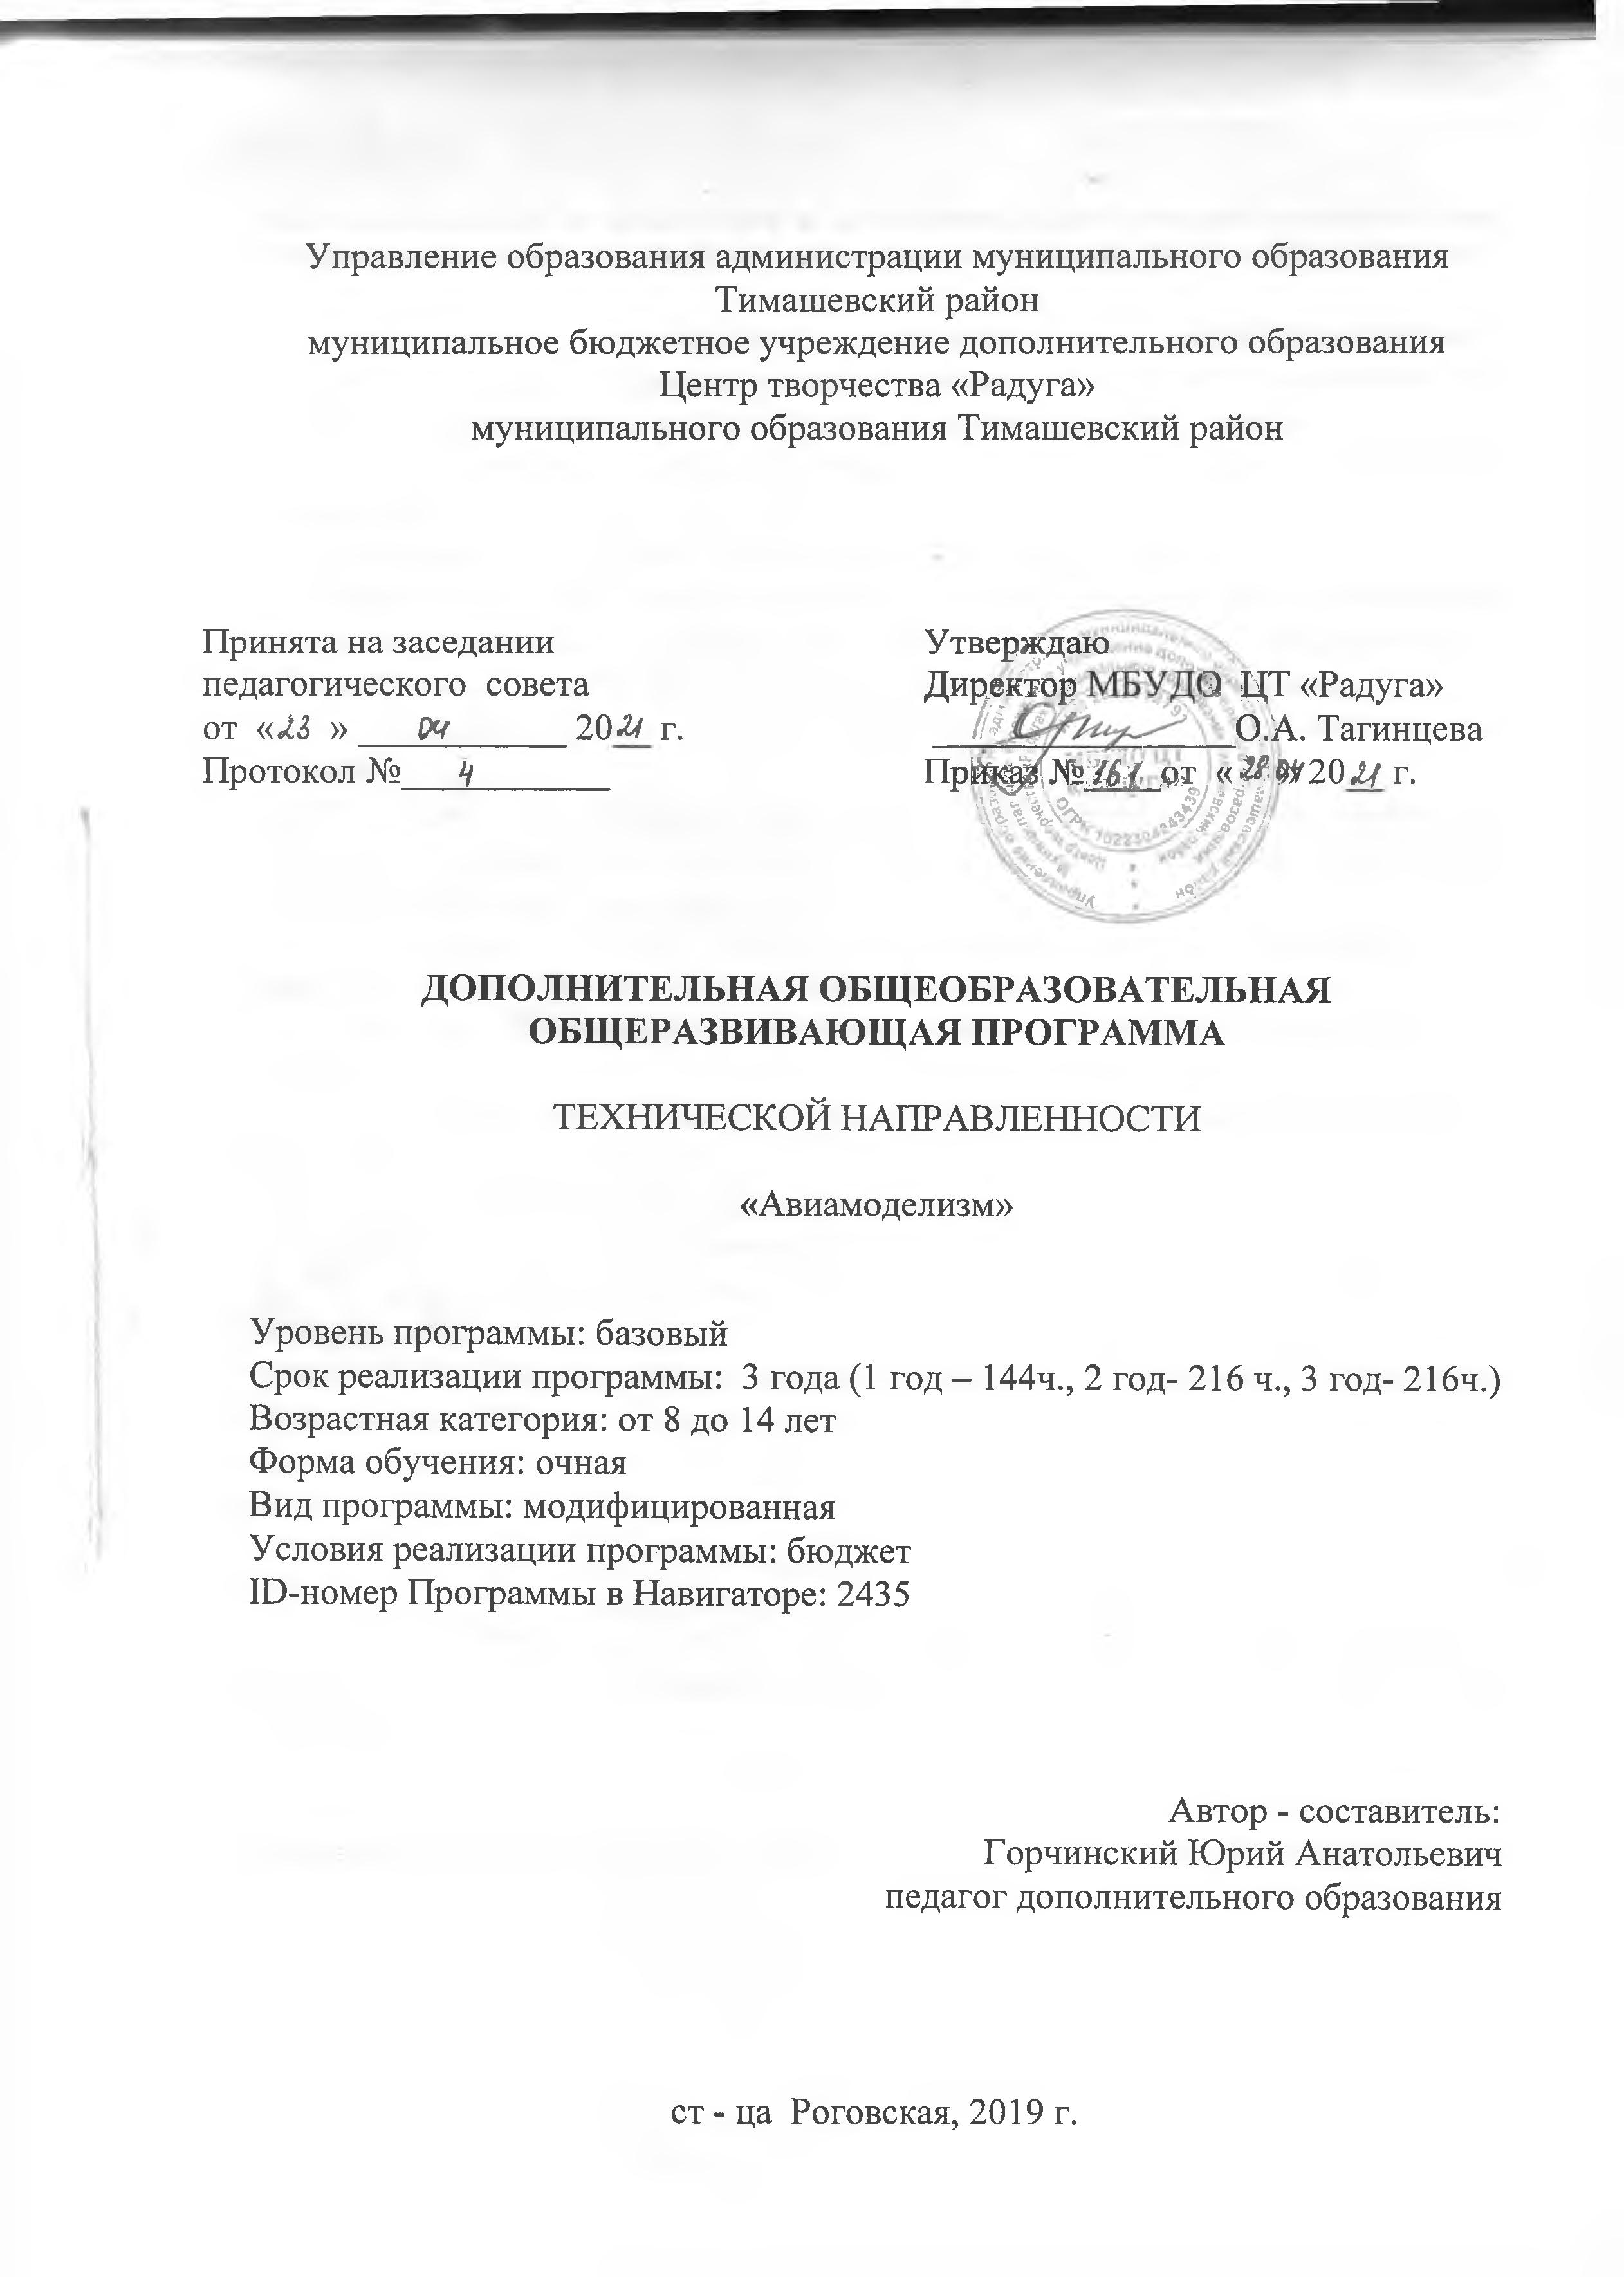 Управление образования администрации муниципального образования
Тимашевский район
муниципальное бюджетное учреждение дополнительного образования
Центр творчества «Радуга»
муниципального образования Тимашевский район
Принята на заседании
педагогического совета
от «23 » 04 2021 г.
Протокол № 4
Утверждаю
Директор МБУДО ЦТ «Радуга»
О.А. Тагинцева
Приказ № 161 от « 28.04» 2021 г.
ОГРН 1022304843439
ДОПОЛНИТЕЛЬНАЯ ОБЩЕОБРАЗОВАТЕЛЬНАЯ
ОБЩЕРАЗВИВАЮЩАЯ ПРОГРАММА
ТЕХНИЧЕСКОЙ НАПРАВЛЕННОСТИ
«Авиамоделизм»
Уровень программы: базовый
Срок реализации программы: 3 года (1 год – 144ч., 2 год- 216 ч., 3 год- 216ч.)
Возрастная категория: от 8 до 14 лет
Форма обучения: очная
Вид программы: модифицированная
Условия реализации программы: бюджет
ID-номер Программы в Навигаторе: 2435
Автор - составитель:
Горчинский Юрий Анатольевич
педагог дополнительного образования
ст - ца Роговская, 2019 г.